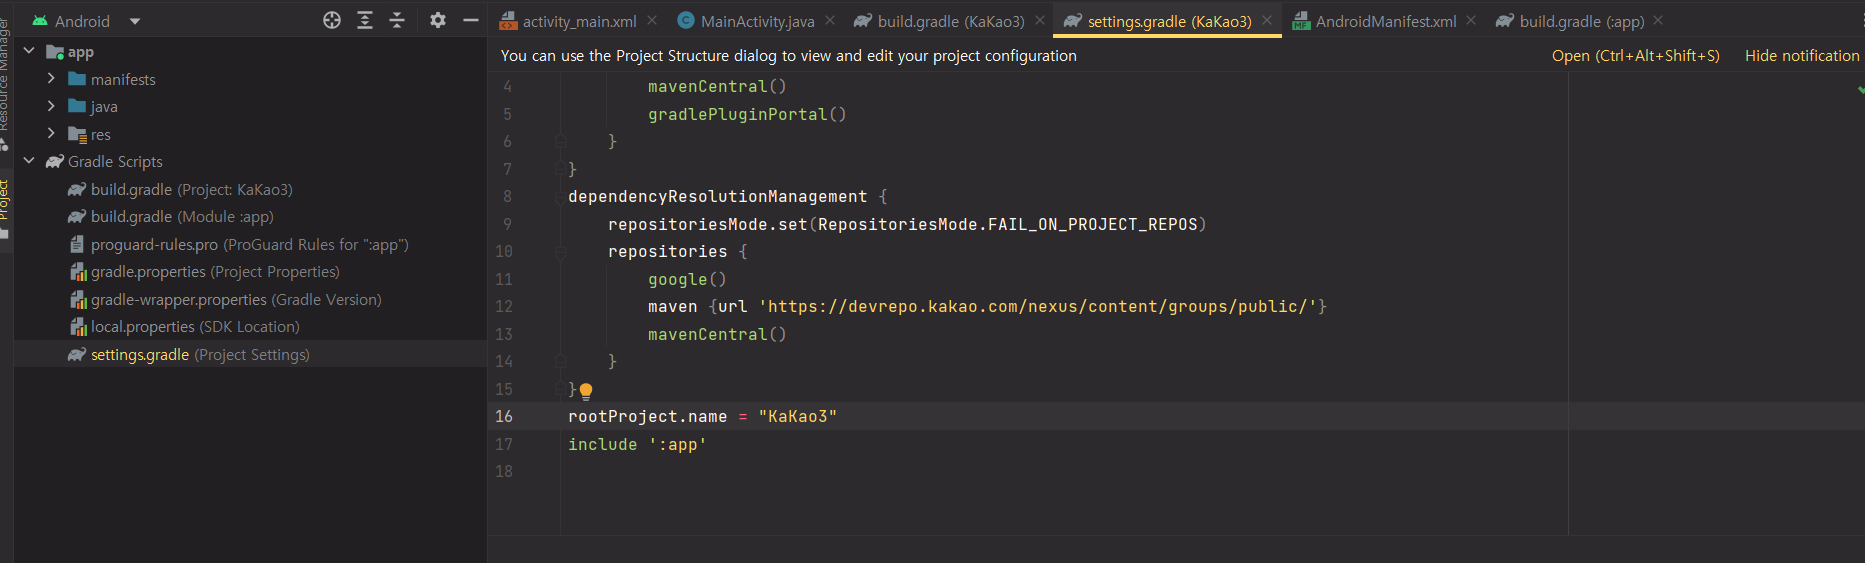 Android
activity_main.xml
MainActivity.java
build.gradle (KaKao3)
settings.gradle (KaKao3)
AndroidManifest.xml
build.gradle (:app)
Resource Manager
Project
app
manifests
java
res
Gradle Scripts
build.gradle (Project: KaKao3)
build.gradle (Module :app)
proguard-rules.pro (ProGuard Rules for ":app")
gradle.properties (Project Properties)
gradle-wrapper.properties (Gradle Version)
local.properties (SDK Location)
settings.gradle (Project Settings)
You can use the Project Structure dialog to view and edit your project configuration
Open (Ctrl+Alt+Shift+S) Hide notification
4 mavenCentral()
5 gradlePluginPortal()
6 }
7 }
8 dependencyResolutionManagement {
9 repositoriesMode.set(RepositoriesMode.FAIL_ON_PROJECT_REPOS)
10 repositories {
11 google()
12 maven {url 'https://devrepo.kakao.com/nexus/content/groups/public/'}
13 mavenCentral()
14 }
15 }
16 rootProject.name = "KaKao3"
17 include ':app'
18